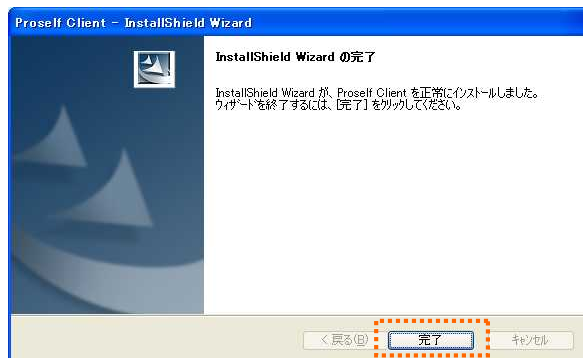 Proself Client - InstallShield Wizard
InstallShield Wizard の完了
InstallShield Wizard が、Proself Client を正常にインストールしました。
ウィザードを終了するには、[完了] をクリックしてください。
< 戻る(B) 完了 キャンセル